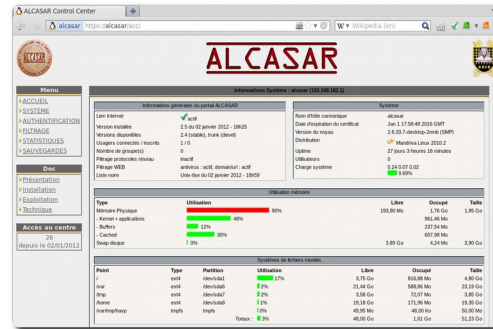 ALCASAR Control Center
alcasar https://alcasar/acc/
Wikipedia (en)
ALCASAR
Informations Système : alcasar (192.168.182.1)
Menu
ACCUEIL
SYSTÈME
AUTHENTIFICATION
FILTRAGE
STATISTIQUES
SAUVEGARDES
Doc
Présentation
Installation
Exploitation
Technique
Accès au centre
26
depuis le 02/01/2012
Informations générales du portail ALCASAR
Lien Internet actif
Version installée 2.5 du 02 janvier 2012 - 18h25
Versions disponibles 2.4 (stable), trunk (devel)
Usagers connectés / inscrits 1 / 0
Nombre de groupe(s) 0
Filtrage protocoles réseau inactif
Filtrage WEB antivirus : actif, domain/url : actif
Liste noire Univ-tlse du 02 janvier 2012 - 18h59
Système
Nom d'hôte cannonique alcasar
Date d'expiration du certificat Jan 1 17:58:48 2016 GMT
Version du noyau 2.6.33.7-desktop-2mnb (SMP)
Distribution Mandriva Linux 2010.2
Uptime 27 jours 3 heures 16 minutes
Utilisateurs 0
Charge système 0.24 0.07 0.02
9.69%
Utilisation mémoire
Type Utilisation Libre Occupé Taille
Mémoire Physique 90% 193,90 Mo 1,76 Go 1,95 Go
- Kernel + applications 48% 961,46 Mo
- Buffers 12% 237,54 Mo
- Cached 30% 607,98 Mo
Swap disque 0% 3,89 Go 4,24 Mo 3,90 Go
Systèmes de fichiers montés
Point Type Partition Utilisation Libre Occupé Taille
/ ext4 /dev/sda1 17% 3,75 Go 816,88 Mo 4,80 Go
/var ext4 /dev/sda6 2% 21,44 Go 588,86 Mo 23,19 Go
/tmp ext4 /dev/sda7 2% 3,58 Go 72,07 Mo 3,85 Go
/home ext4 /dev/sda8 1% 19,18 Go 171,96 Mo 19,35 Go
/var/tmp/havp tmpfs tmpfs 0% 49,95 Mo 48,00 Ko 50,00 Mo
Totaux : 3% 48,00 Go 1,61 Go 51,23 Go